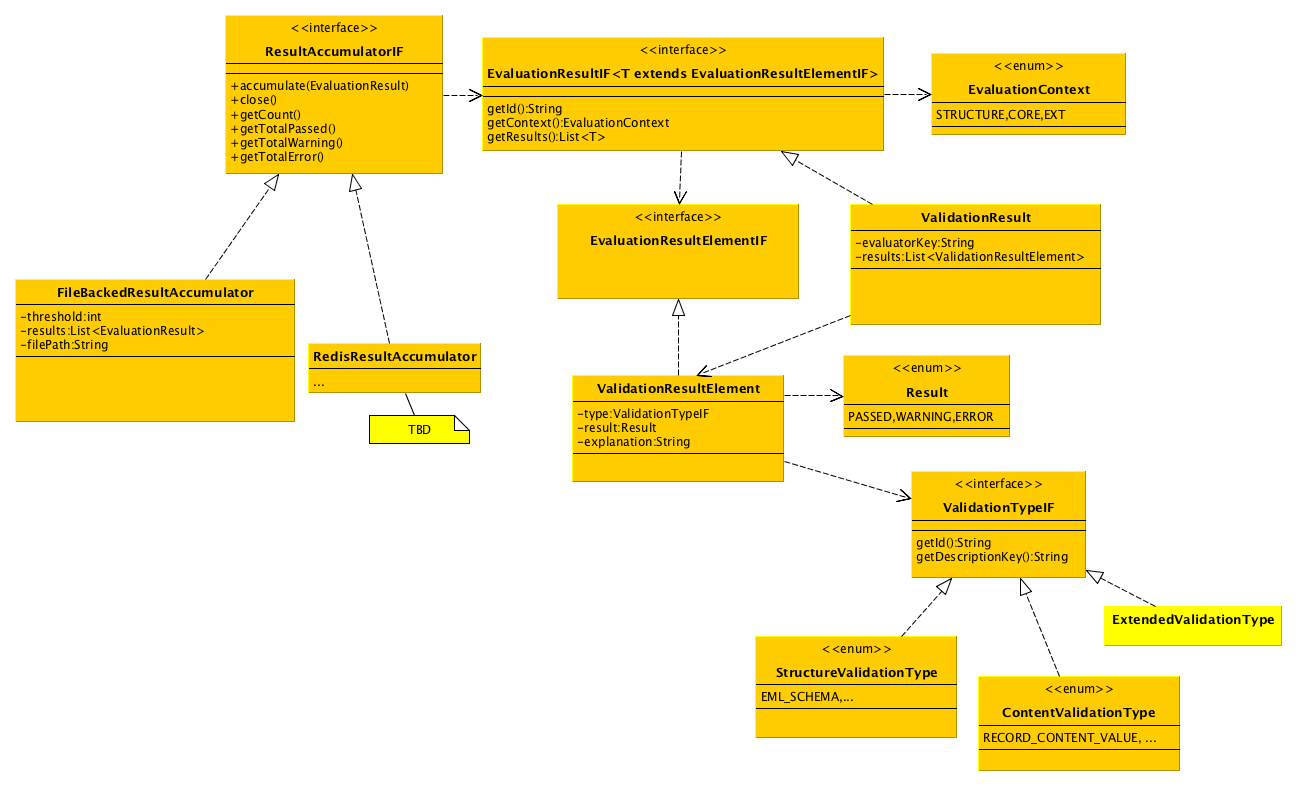 <<interface>>
ResultAccumulatorIF
+accumulate(EvaluationResult)
+close()
+getCount()
+getTotalPassed()
+getTotalWarning()
+getTotalError()
<<interface>>
EvaluationResultIF<T extends EvaluationResultElementIF>
getId():String
getContext():EvaluationContext
getResults():List<T>
<<enum>>
EvaluationContext
STRUCTURE,CORE,EXT
<<interface>>
EvaluationResultElementIF
ValidationResult
-evaluatorKey:String
-results:List<ValidationResultElement>
FileBackedResultAccumulator
-threshold:int
-results:List<EvaluationResult>
-filePath:String
RedisResultAccumulator
...
TBD
ValidationResultElement
-type:ValidationTypeIF
-result:Result
-explanation:String
<<enum>>
Result
PASSED,WARNING,ERROR
<<interface>>
ValidationTypeIF
getId():String
getDescriptionKey():String
ExtendedValidationType
<<enum>>
StructureValidationType
EML_SCHEMA,...
<<enum>>
ContentValidationType
RECORD_CONTENT_VALUE, ...